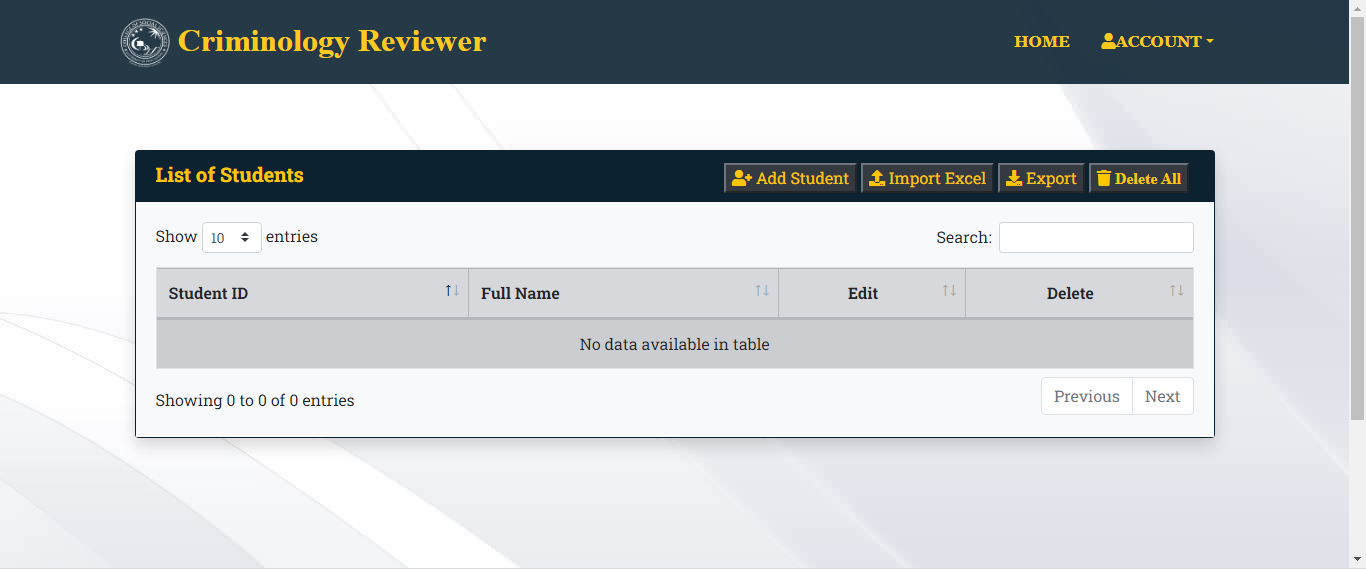 Criminology Reviewer
HOME
ACCOUNT
List of Students
Add Student
Import Excel
Export
Delete All
Show 10 entries
Search:
Student ID
Full Name
Edit
Delete
No data available in table
Showing 0 to 0 of 0 entries
Previous
Next